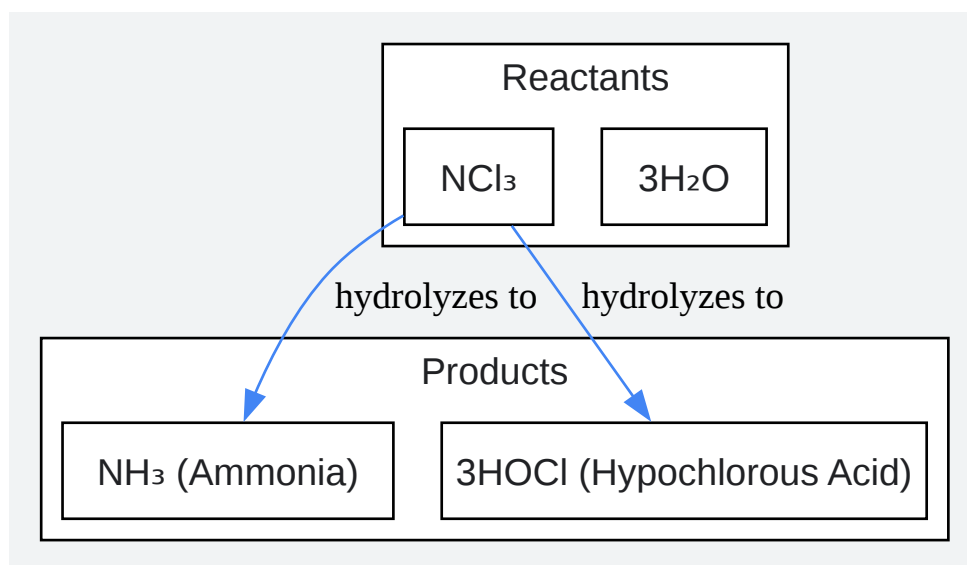 Reactants
NCl₃
3H₂O
hydrolyzes to
hydrolyzes to
Products
NH₃ (Ammonia)
3HOCl (Hypochlorous Acid)